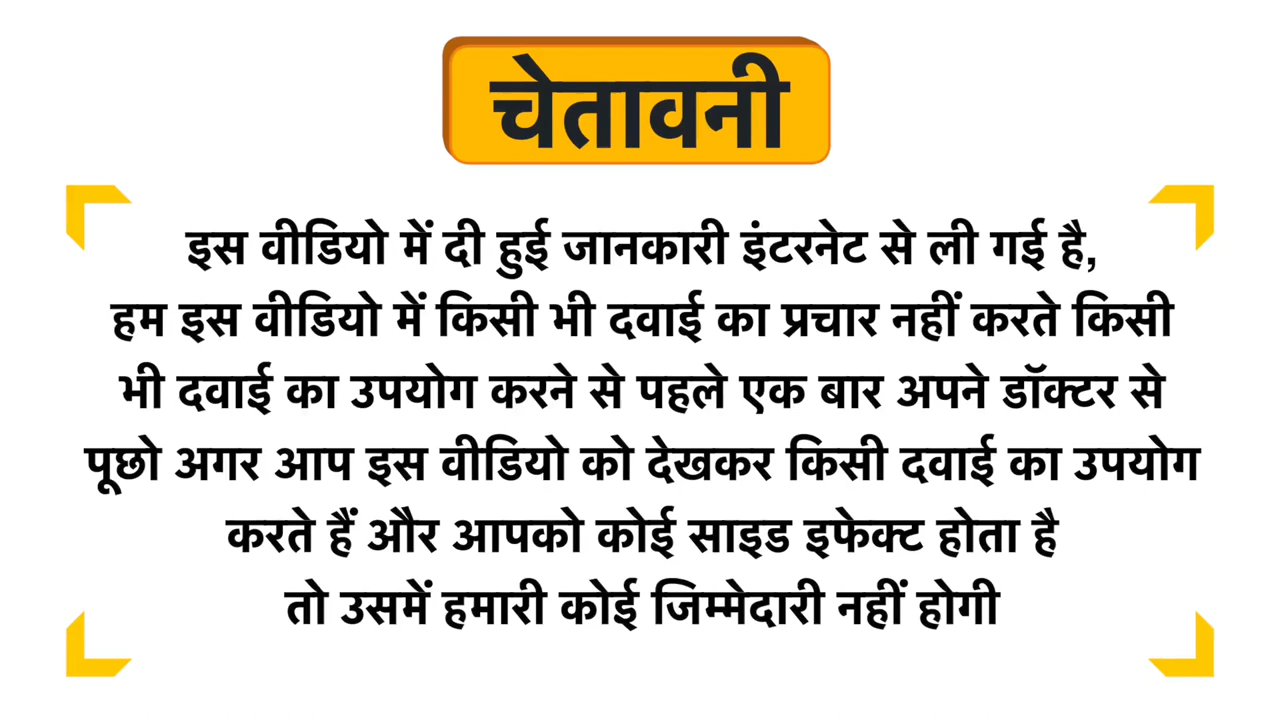 चेतावनी
इस वीडियो में दी हुई जानकारी इंटरनेट से ली गई है,
हम इस वीडियो में किसी भी दवाई का प्रचार नहीं करते किसी
भी दवाई का उपयोग करने से पहले एक बार अपने डॉक्टर से
पूछो अगर आप इस वीडियो को देखकर किसी दवाई का उपयोग
करते हैं और आपको कोई साइड इफेक्ट होता है
तो उसमें हमारी कोई जिम्मेदारी नहीं होगी